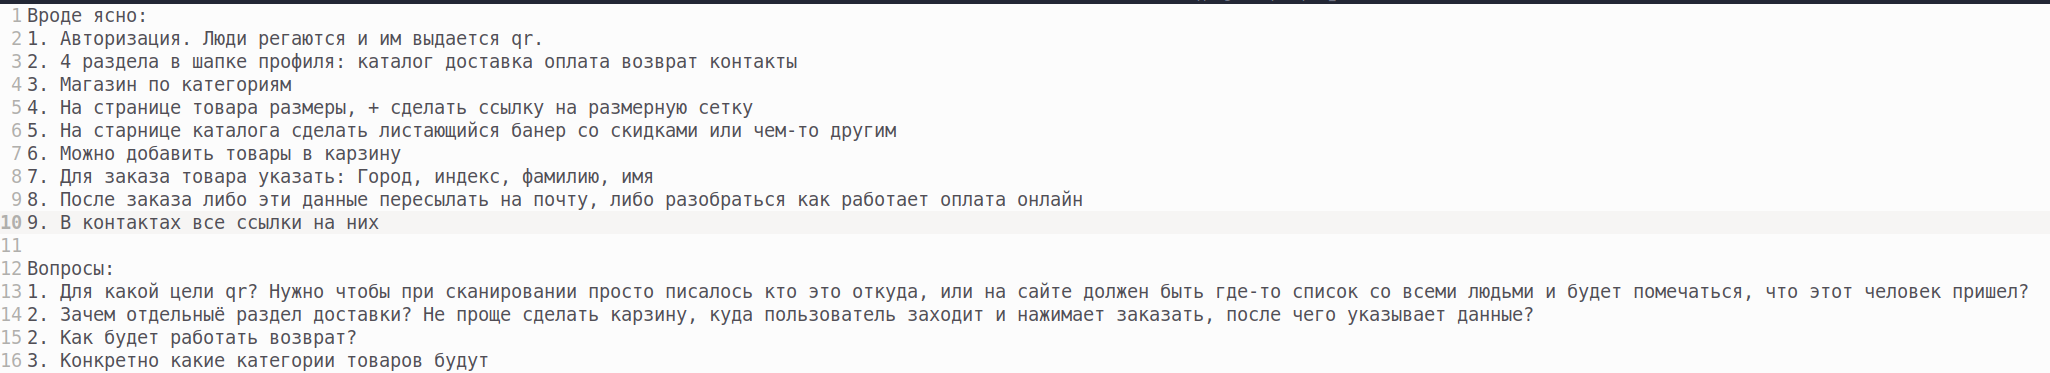 1 Вроде ясно:
2 1. Авторизация. Люди регаются и им выдается qr.
3 2. 4 раздела в шапке профиля: каталог доставка оплата возврат контакты
4 3. Магазин по категориям
5 4. На странице товара размеры, + сделать ссылку на размерную сетку
6 5. На старнице каталога сделать листающийся банер со скидками или чем-то другим
7 6. Можно добавить товары в карзину
8 7. Для заказа товара указать: Город, индекс, фамилию, имя
9 8. После заказа либо эти данные пересылать на почту, либо разобраться как работает оплата онлайн
10 9. В контактах все ссылки на них
11
12 Вопросы:
13 1. Для какой цели qr? Нужно чтобы при сканировании просто писалось кто это откуда, или на сайте должен быть где-то список со всеми людьми и будет помечаться, что этот человек пришел?
14 2. Зачем отдельныё раздел доставки? Не проще сделать карзину, куда пользователь заходит и нажимает заказать, после чего указывает данные?
15 2. Как будет работать возврат?
16 3. Конкретно какие категории товаров будут